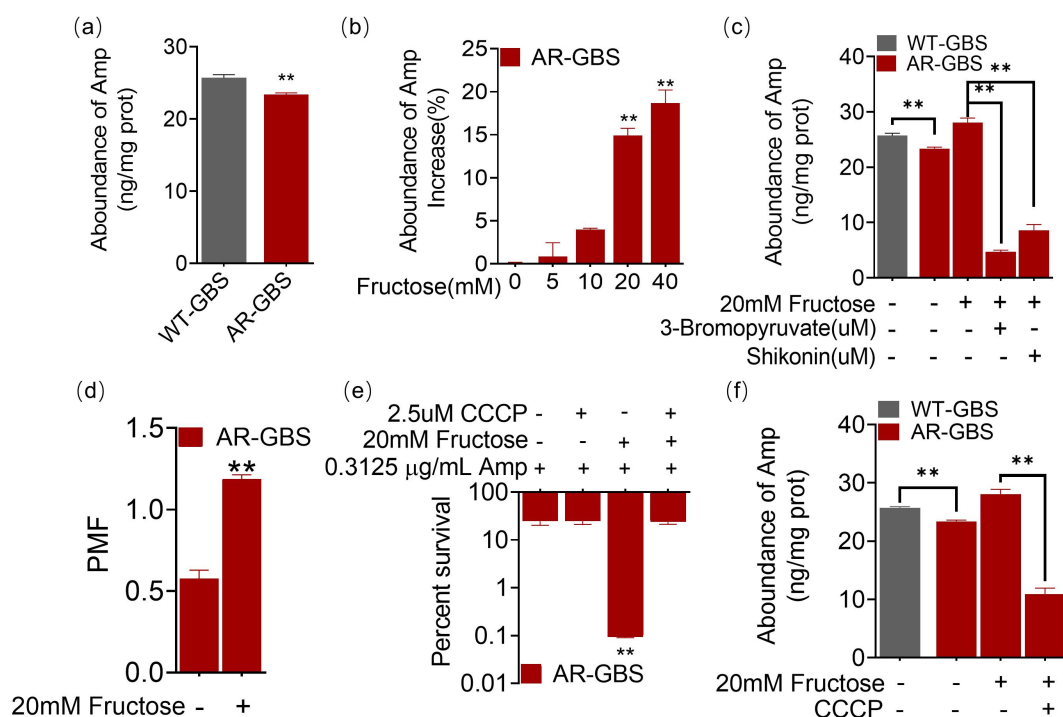 (a)
Aboundance of Amp
(ng/mg prot)
30
20
10
0
**
WT-GBS
AR-GBS
(b)
Aboundance of Amp
Increase(%)
AR-GBS
25
20
15
10
5
0
**
**
Fructose(mM) 0 5 10 20 40
(c)
WT-GBS
AR-GBS
Aboundance of Amp
(ng/mg prot)
40
30
20
10
0
**
**
**
20mM Fructose - - + + +
3-Bromopyruvate(uM) - - - + -
Shikonin(uM) - - - - +
(d)
PMF
1.5
1.0
0.5
0.0
AR-GBS
**
20mM Fructose - +
(e)
2.5uM CCCP - + - +
20mM Fructose - - + +
0.3125 μg/mL Amp + + + +
Percent survival
100
10
1
0.1
0.01
**
AR-GBS
(f)
WT-GBS
AR-GBS
Aboundance of Amp
(ng/mg prot)
40
30
20
10
0
**
**
20mM Fructose - - + +
CCCP - - - +